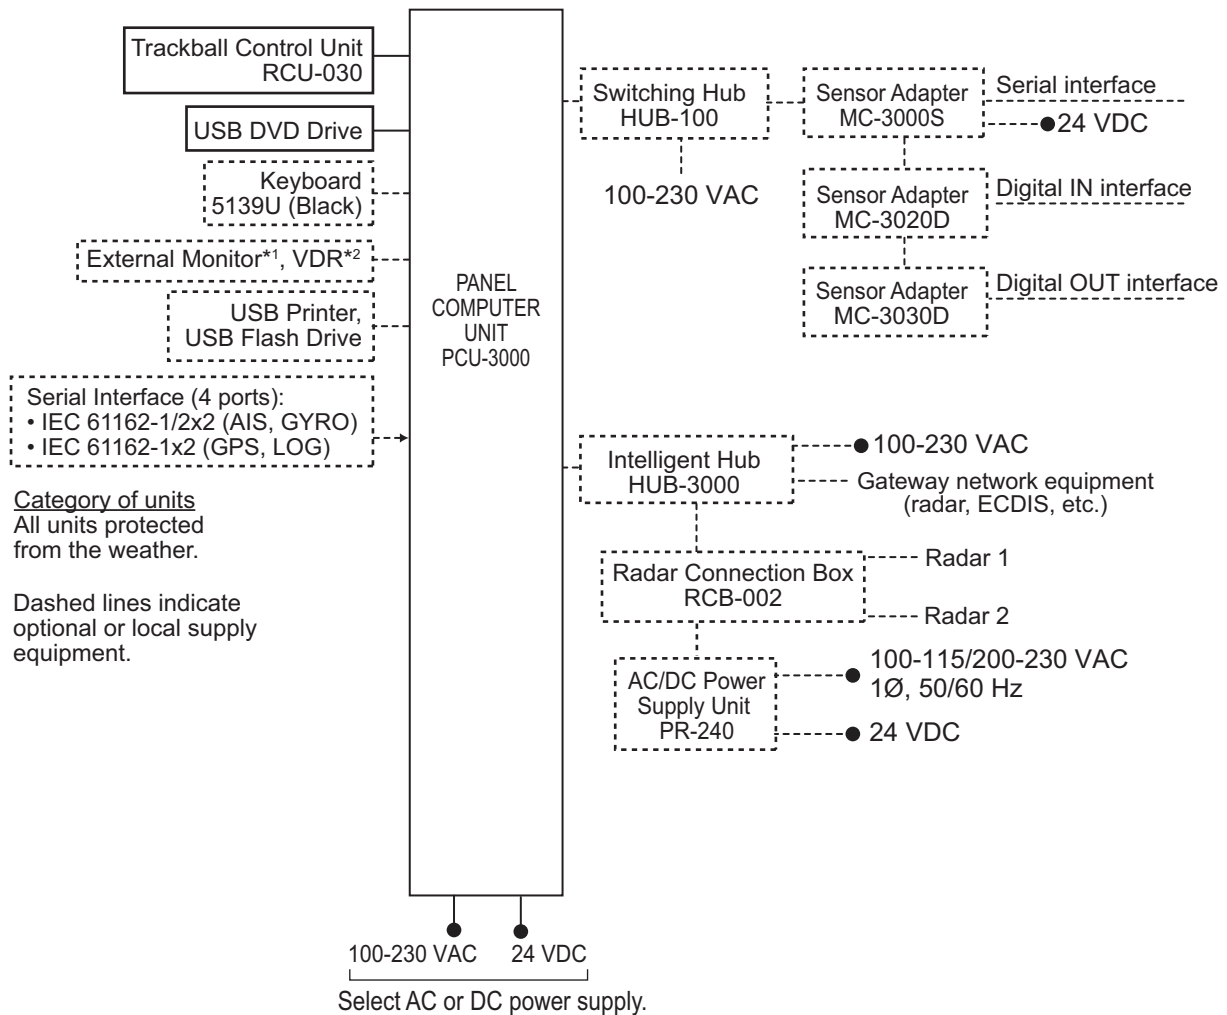 Trackball Control Unit
RCU-030
USB DVD Drive
Keyboard
5139U (Black)
External Monitor*1, VDR*2
USB Printer,
USB Flash Drive
Serial Interface (4 ports):
• IEC 61162-1/2x2 (AIS, GYRO)
• IEC 61162-1x2 (GPS, LOG)
Category of units
All units protected
from the weather.
Dashed lines indicate
optional or local supply
equipment.
PANEL
COMPUTER
UNIT
PCU-3000
Switching Hub
HUB-100
100-230 VAC
Sensor Adapter
MC-3000S
Serial interface
24 VDC
Sensor Adapter
MC-3020D
Digital IN interface
Sensor Adapter
MC-3030D
Digital OUT interface
Intelligent Hub
HUB-3000
100-230 VAC
Gateway network equipment
(radar, ECDIS, etc.)
Radar Connection Box
RCB-002
Radar 1
Radar 2
AC/DC Power
Supply Unit
PR-240
100-115/200-230 VAC
1Ø, 50/60 Hz
24 VDC
100-230 VAC
24 VDC
Select AC or DC power supply.